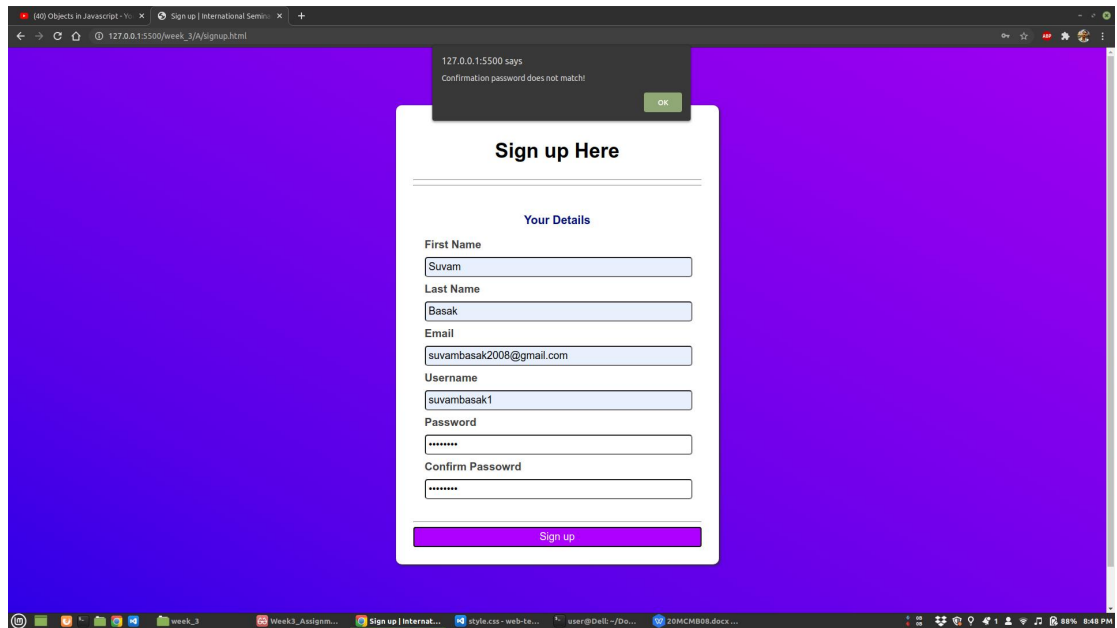 (40) Objects in Javascript - Yo
Sign up | International Semina
127.0.0.1:5500/week_3/A/signup.html
ABP
127.0.0.1:5500 says
Confirmation password does not match!
OK
Sign up Here
Your Details
First Name
Suvam
Last Name
Basak
Email
suvambasak2008@gmail.com
Username
suvambasak1
Password
Confirm Passowrd
Sign up
week_3
Week3_Assignm...
Sign up | Internat...
style.css - web-te...
user@Dell: ~/Do...
20MCMB08.docx ...
1
88%
8:48 PM